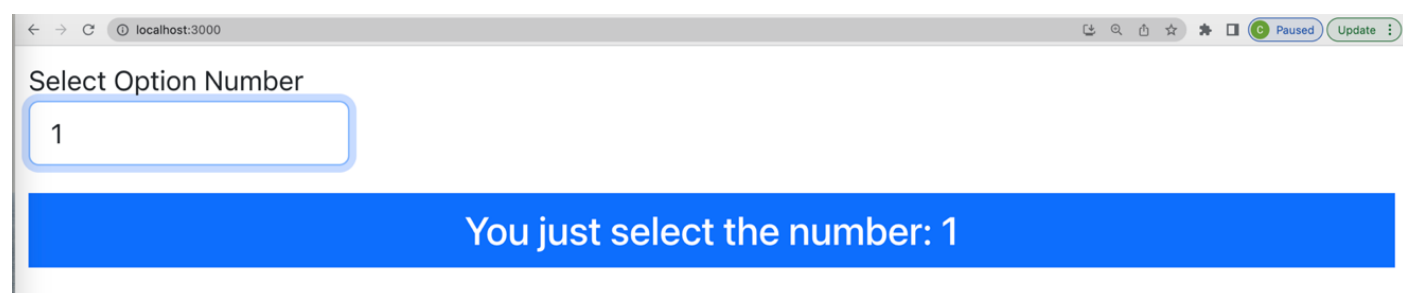 localhost:3000
C Paused Update
Select Option Number
1
You just select the number: 1